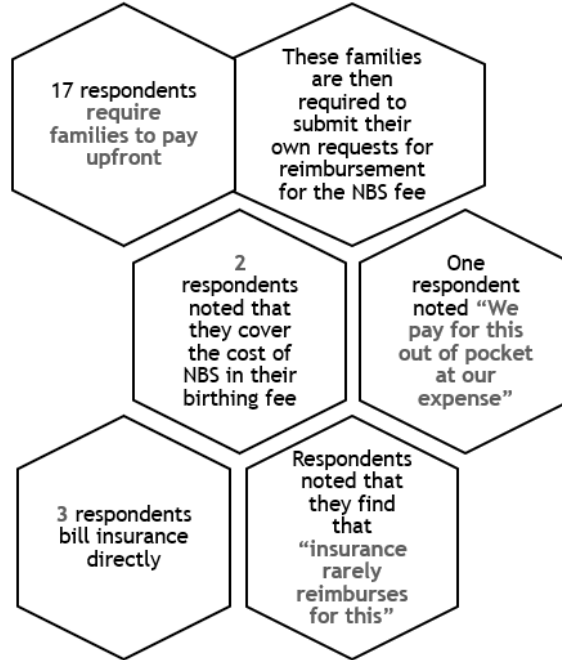 17 respondents
require
families to pay
upfront
These families
are then
required to
submit their
own requests for
reimbursement
for the NBS fee
2
respondents
noted that
they cover
the cost of
NBS in their
birthing fee
One
respondent
noted “We
pay for this
out of pocket
at our
expense”
3 respondents
bill insurance
directly
Respondents
noted that
they find
that
“insurance
rarely
reimburses
for this”